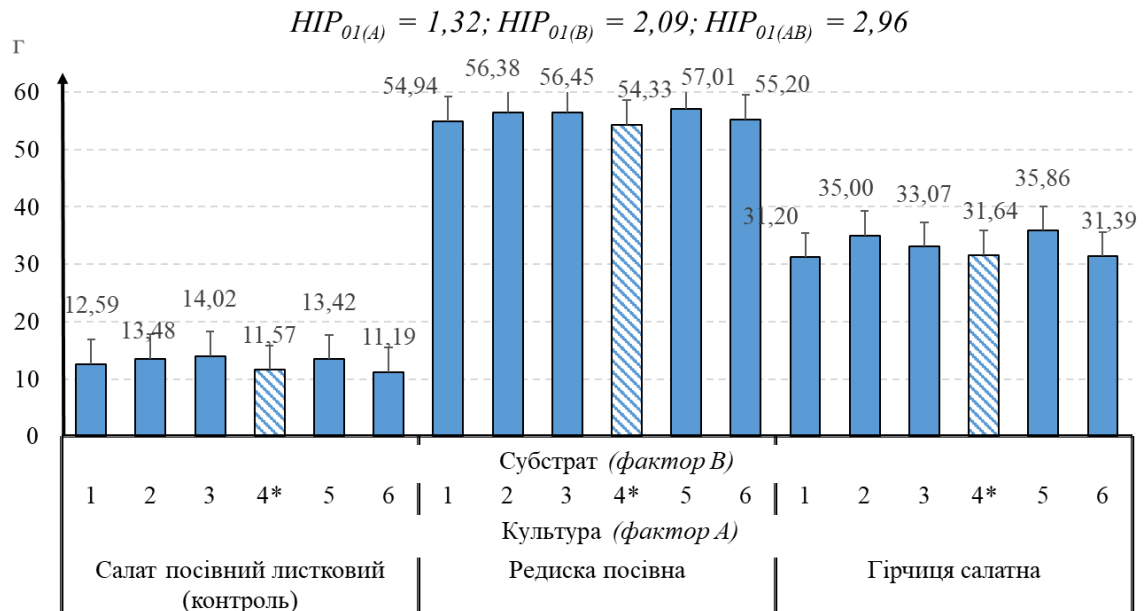 НІР01(А) = 1,32; НІР01(В) = 2,09; НІР01(АВ) = 2,96
г
60
50
40
30
20
10
0
12,59 13,48 14,02 11,57 13,42 11,19
54,94 56,38 56,45 54,33 57,01 55,20
31,20 35,00 33,07 31,64 35,86 31,39
Субстрат (фактор В)
1 2 3 4* 5 6 1 2 3 4* 5 6 1 2 3 4* 5 6
Культура (фактор А)
Салат посівний листковий
(контроль)
Редиска посівна
Гірчиця салатна